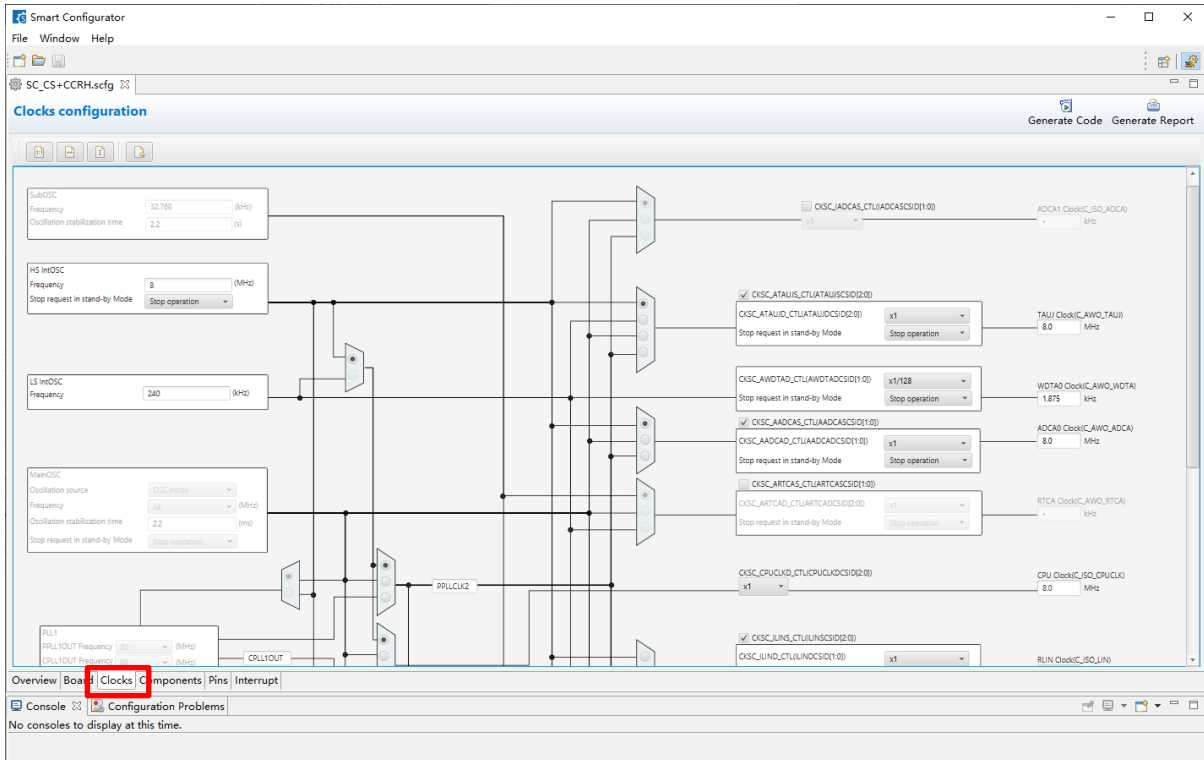 Smart Configurator
File Window Help
SC_CS+CCRH.scfg
Clocks configuration
Generate Code Generate Report
SubOSC
Frequency 32.768 (kHz)
Oscillation stabilization time 2.2 (s)
CKSC_IADCAS_CTL(IADCASCSID[1:0])
x1
ADCA1 Clock(C_ISO_ADCA)
- kHz
HS IntOSC
Frequency 8 (MHz)
Stop request in stand-by Mode Stop operation
CKSC_ATAUJS_CTL(ATAUJSCSID[2:0])
CKSC_ATAUJD_CTL(ATAUJDCSID[2:0]) x1
Stop request in stand-by Mode Stop operation
TAUJ Clock(C_AWO_TAUJ)
8.0 MHz
LS IntOSC
Frequency 240 (kHz)
CKSC_AWDTAD_CTL(AWDTADCSID[1:0]) x1/128
Stop request in stand-by Mode Stop operation
WDTA0 Clock(C_AWO_WDTA)
1.875 kHz
CKSC_AADCAS_CTL(AADCASCSID[1:0])
CKSC_AADCAD_CTL(AADCADCSID[1:0]) x1
Stop request in stand-by Mode Stop operation
ADCA0 Clock(C_AWO_ADCA)
8.0 MHz
MainOSC
Oscillation source OSC mode
Frequency 24 (MHz)
Oscillation stabilization time 2.2 (ms)
Stop request in stand-by Mode Stop operation
CKSC_ARTCAS_CTL(ARTCASCSID[1:0])
CKSC_ARTCAD_CTL(ARTCADCSID[2:0]) x1
Stop request in stand-by Mode Stop operation
RTCA Clock(C_AWO_RTCA)
- kHz
PPLLCLK2
CKSC_CPUCLKD_CTL(CPUCLKDCSID[2:0])
x1
CPU Clock(C_ISO_CPUCLK)
8.0 MHz
PLL1
PPLL1OUT Frequency 80 (MHz)
CPLL1OUT Frequency 80 (MHz)
CPLL1OUT
CKSC_ILINS_CTL(ILINSCSID[2:0])
CKSC_ILIND_CTL(ILINDCSID[1:0]) x1
RLIN Clock(C_ISO_LIN)
Overview Board Clocks Components Pins Interrupt
Console Configuration Problems
No consoles to display at this time.